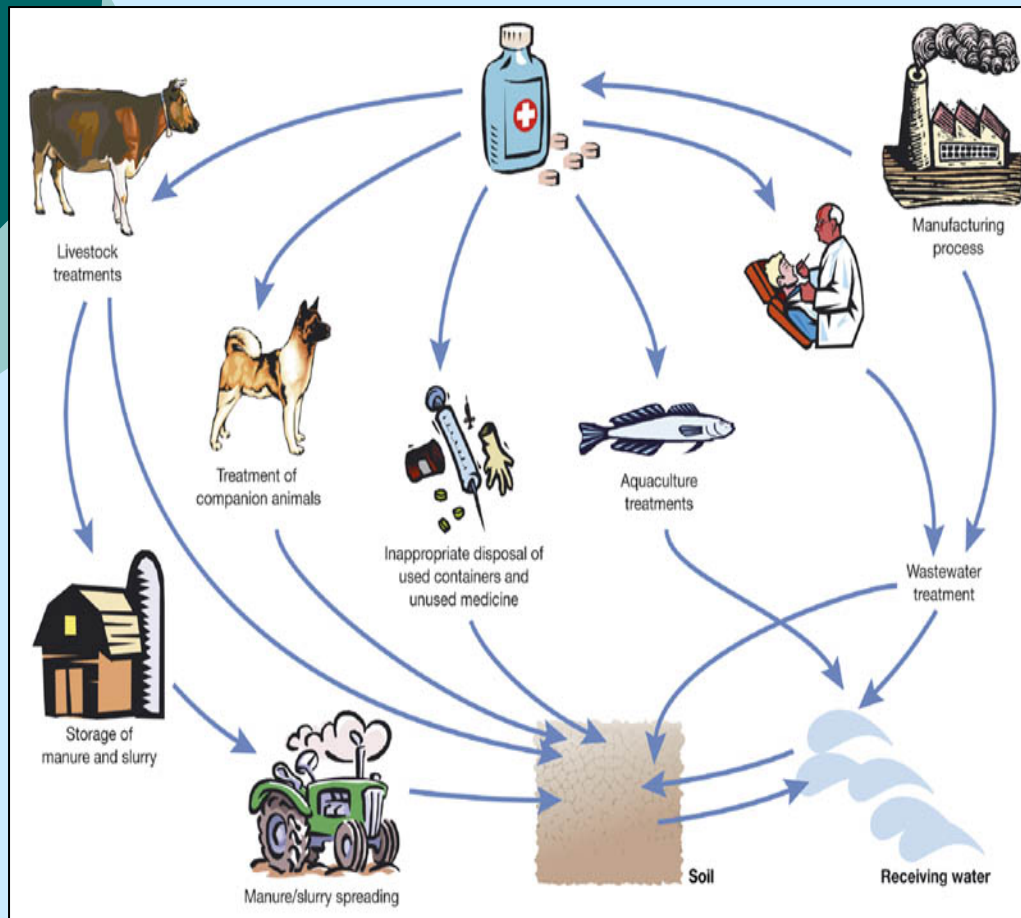 Livestock
treatments
Manufacturing
process
Treatment of
companion animals
Aquaculture
treatments
Inappropriate disposal of
used containers and
unused medicine
Wastewater
treatment
Storage of
manure and slurry
Manure/slurry spreading
Soil
Receiving water